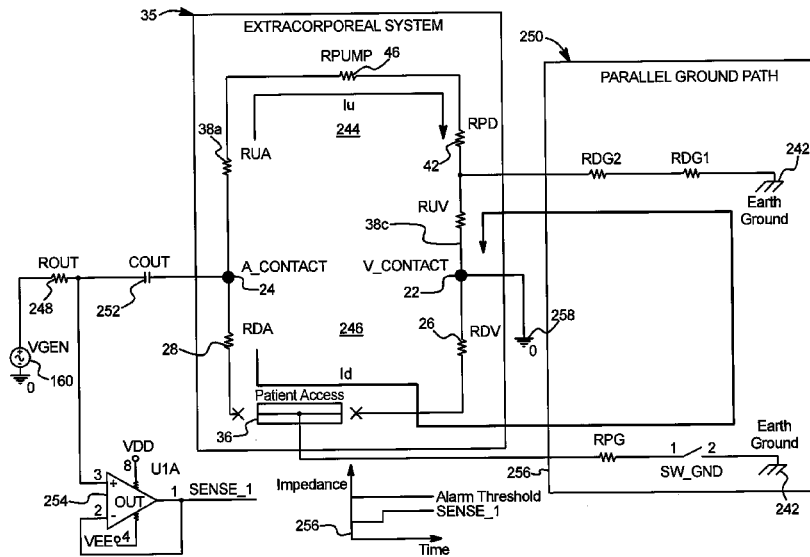 35
EXTRACORPOREAL SYSTEM
250
PARALLEL GROUND PATH
RPUMP
46
Iu
38a
244
RPD
RUA
42
RDG2
RDG1
242
Earth
Ground
RUV
38c
ROUT
COUT
A_CONTACT
V_CONTACT
248
252
24
22
246
26
258
0
28
RDA
RDV
VGEN
160
0
Id
Patient Access
36
RPG
1
2
SW_GND
Earth
Ground
256
242
VDD
8
U1A
3
+
254
OUT
1
SENSE_1
2
-
VEE
4
Impedance
Alarm Threshold
SENSE_1
256
Time